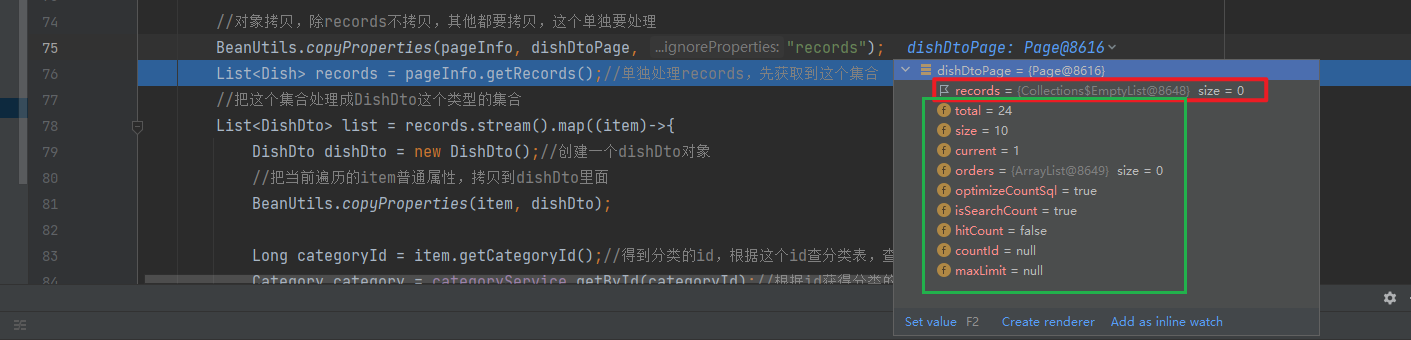 74 //对象拷贝，除records不拷贝，其他都要拷贝，这个单独要处理
75 BeanUtils.copyProperties(pageInfo, dishDtoPage, ...ignoreProperties: "records"); dishDtoPage: Page@8616
76 List<Dish> records = pageInfo.getRecords();//单独处理records，先获取到这个集合
77 //把这个集合处理成DishDto这个类型的集合
78 List<DishDto> list = records.stream().map((item)->{
79 DishDto dishDto = new DishDto();//创建一个dishDto对象
80 //把当前遍历的item普通属性，拷贝到dishDto里面
81 BeanUtils.copyProperties(item, dishDto);
82
83 Long categoryId = item.getCategoryId();//得到分类的id，根据这个id查分类表，查
84 Category category = categoryService.getById(categoryId);//根据id获得分类的
dishDtoPage = {Page@8616}
records = {Collections$EmptyList@8648} size = 0
total = 24
size = 10
current = 1
orders = {ArrayList@8649} size = 0
optimizeCountSql = true
isSearchCount = true
hitCount = false
countId = null
maxLimit = null
Set value F2 Create renderer Add as inline watch